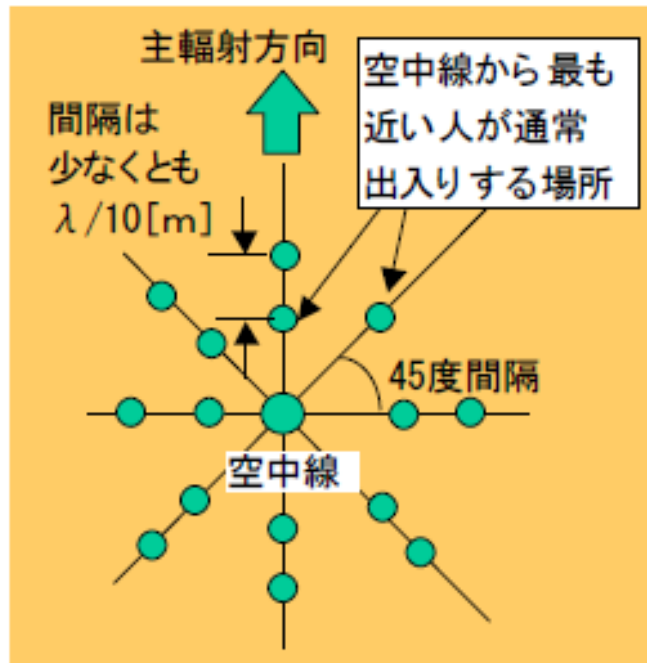 主輻射方向
空中線から最も
近い人が通常
出入りする場所
間隔は
少なくとも
λ/10[m]
45度間隔
空中線